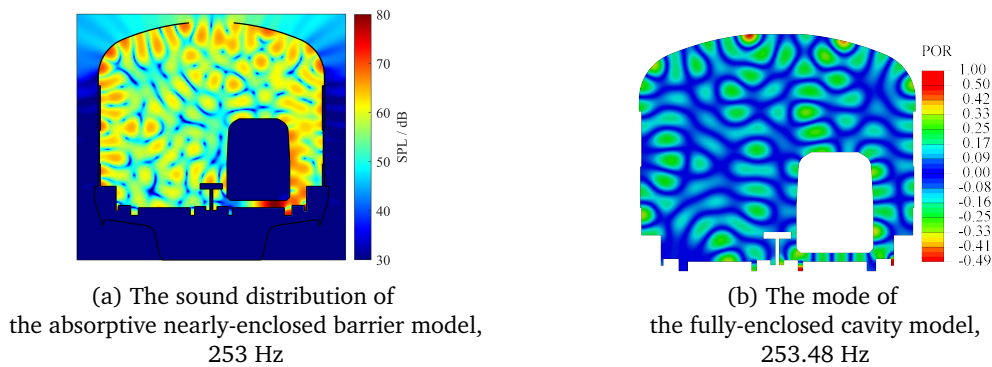 80
70
60
50
40
30
SPL / dB
POR
1.00
0.50
0.42
0.33
0.25
0.17
0.09
-0.00
-0.08
-0.16
-0.25
-0.33
-0.41
-0.49
(a) The sound distribution of
the absorptive nearly-enclosed barrier model,
253 Hz
(b) The mode of
the fully-enclosed cavity model,
253.48 Hz